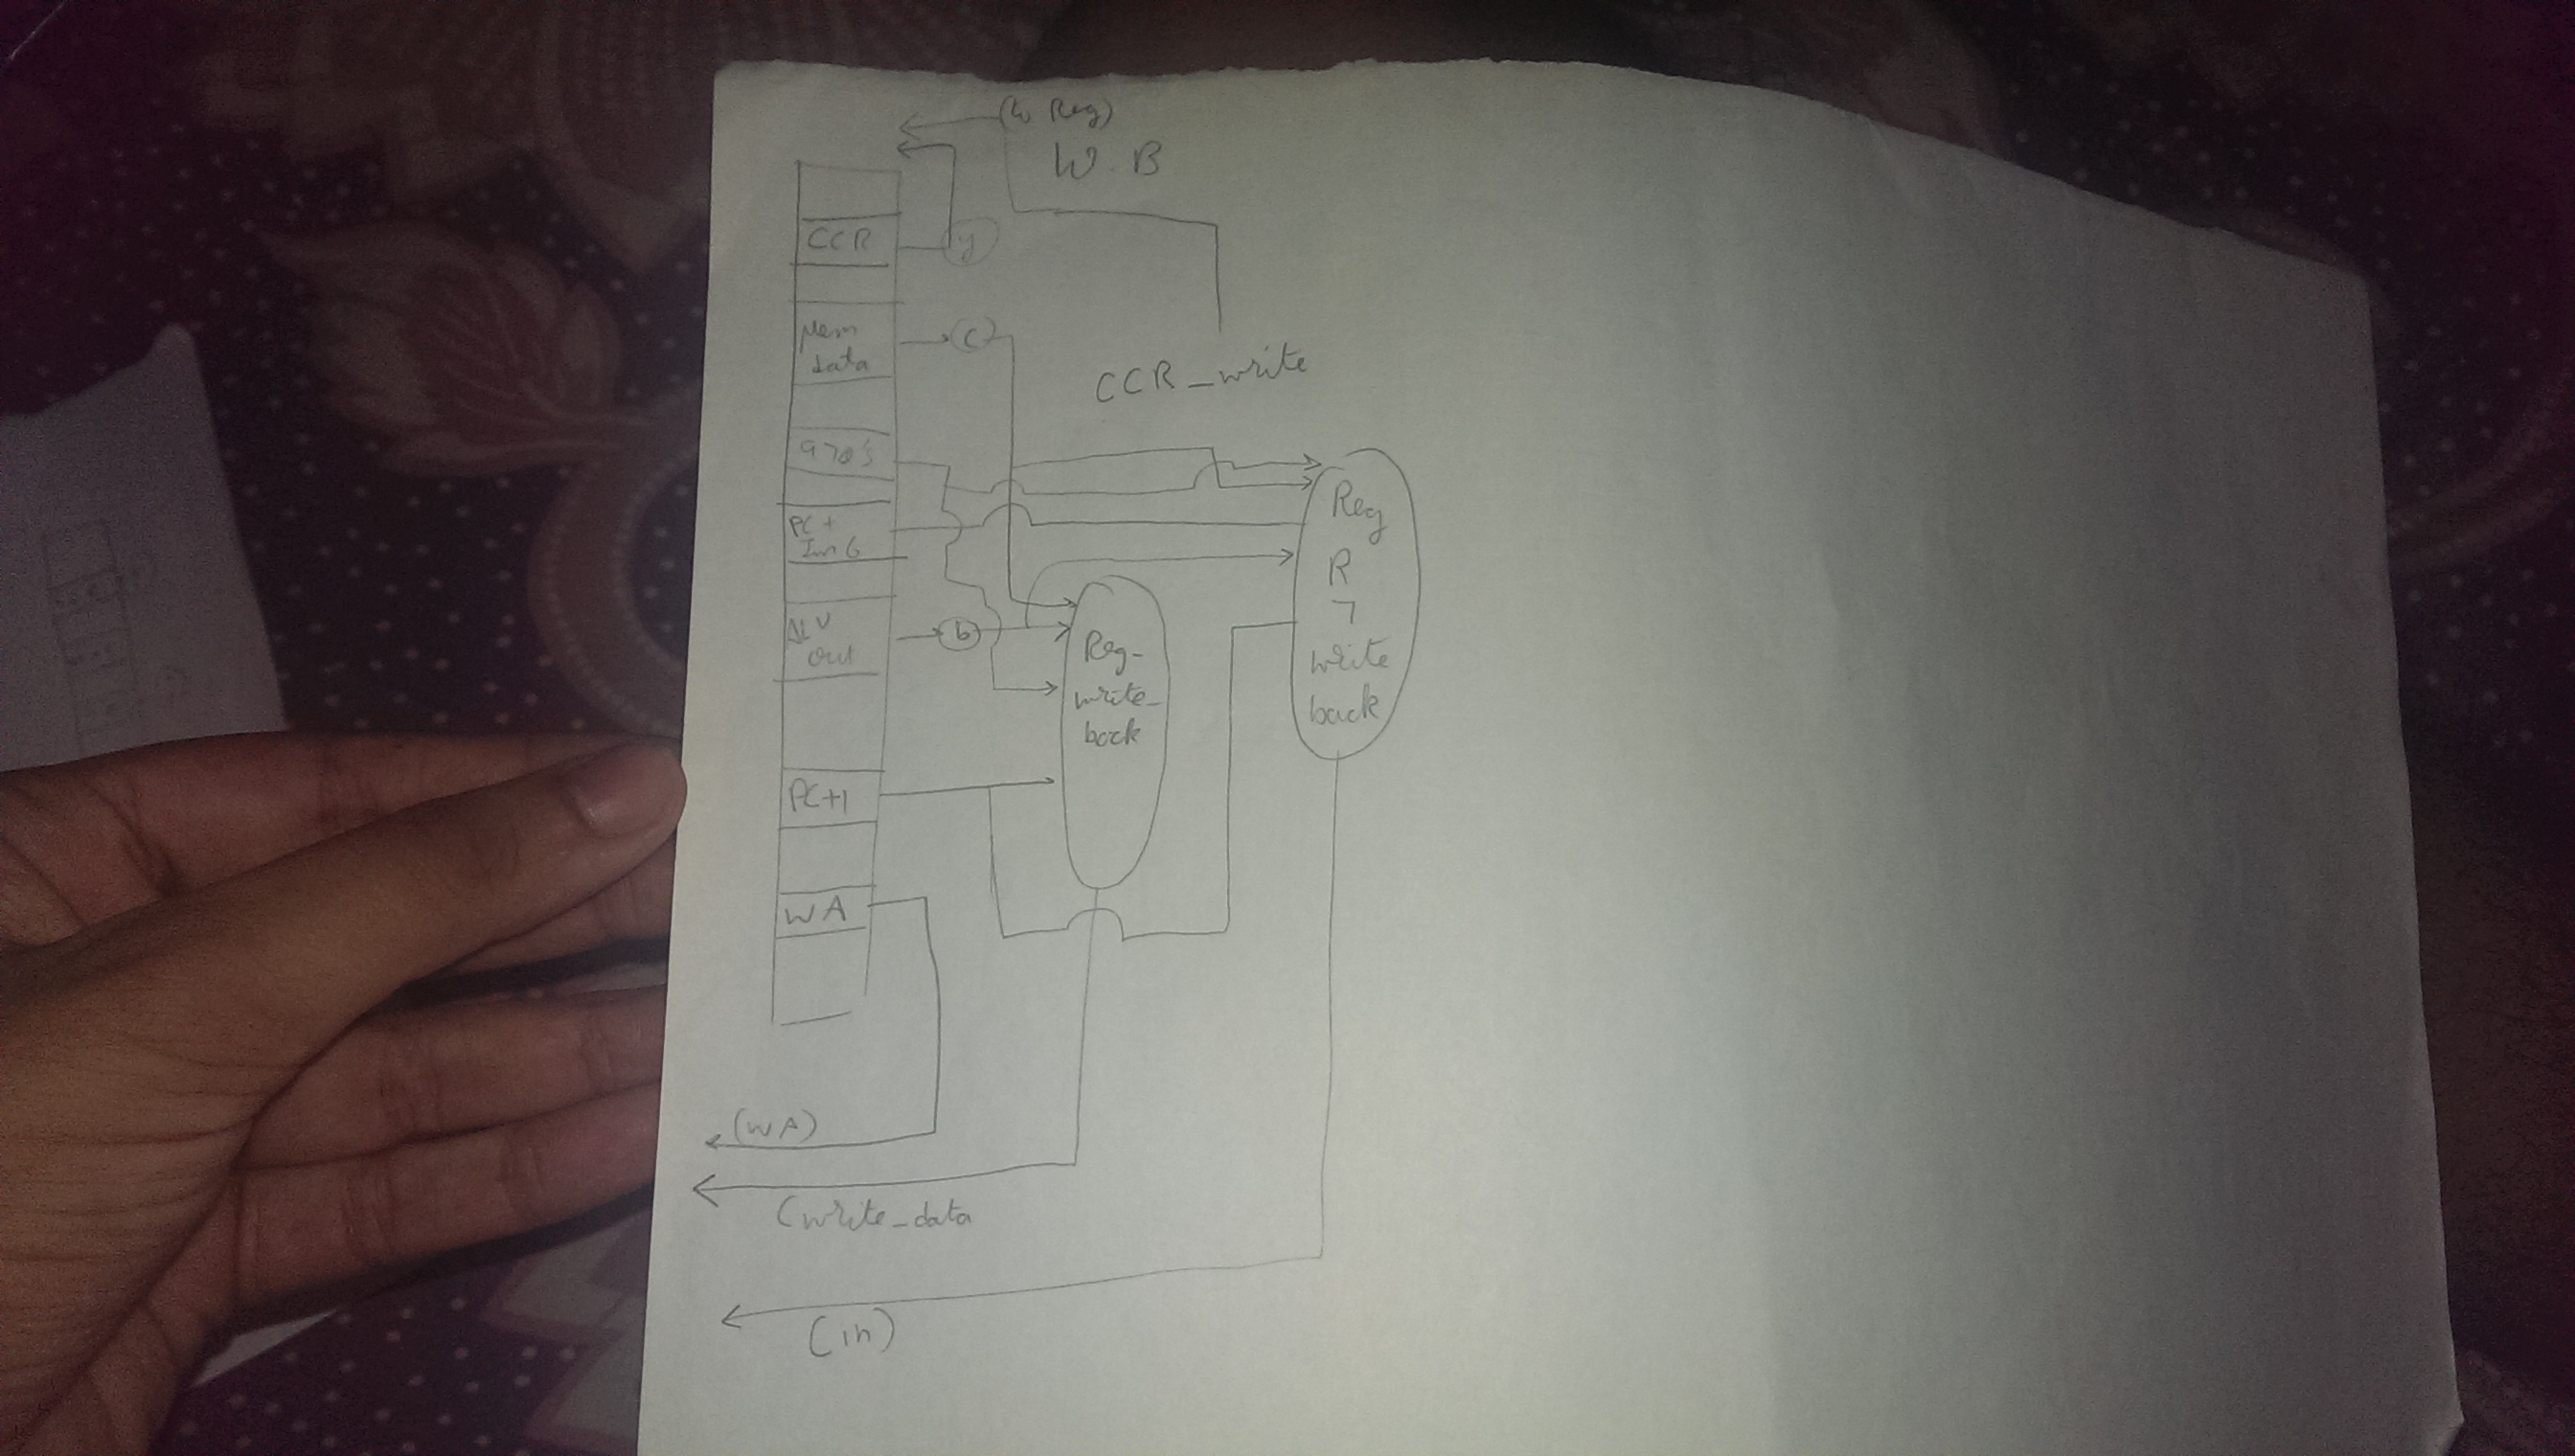 (to Reg)
W.B
CCR
y
Mem
data
c
CCR_write
970's
PC+
Im6
ALU
out
b
Reg-
write-
back
Reg
R
7
write
back
PC+1
WA
(WA)
(write_data
(in)